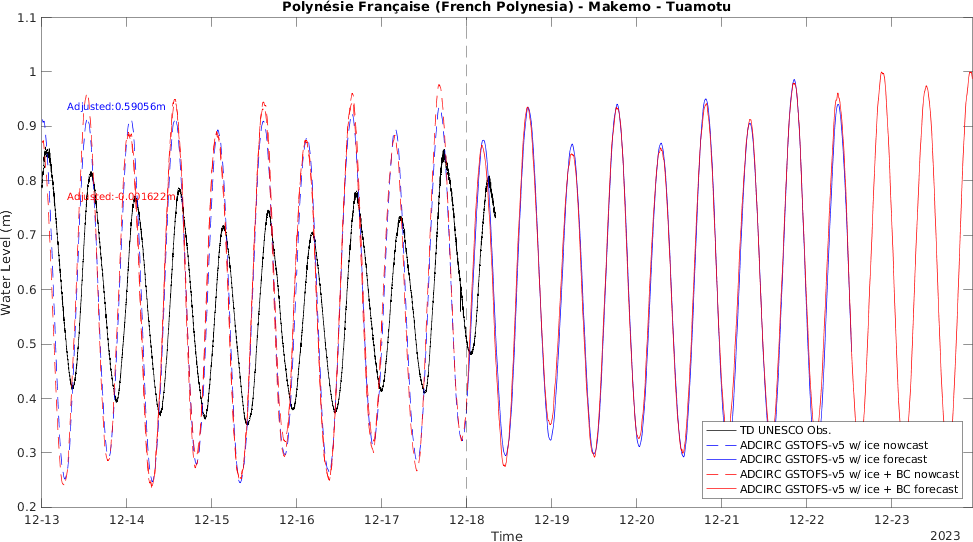 Polynésie Française (French Polynesia) - Makemo - Tuamotu
1.1
1
0.9
0.8
0.7
0.6
0.5
0.4
0.3
0.2
Water Level (m)
Adjusted:0.59056m
Adjusted:-0.001622m
TD UNESCO Obs.
ADCIRC GSTOFS-v5 w/ ice nowcast
ADCIRC GSTOFS-v5 w/ ice forecast
ADCIRC GSTOFS-v5 w/ ice + BC nowcast
ADCIRC GSTOFS-v5 w/ ice + BC forecast
12-13 12-14 12-15 12-16 12-17 12-18 12-19 12-20 12-21 12-22 12-23
Time
2023